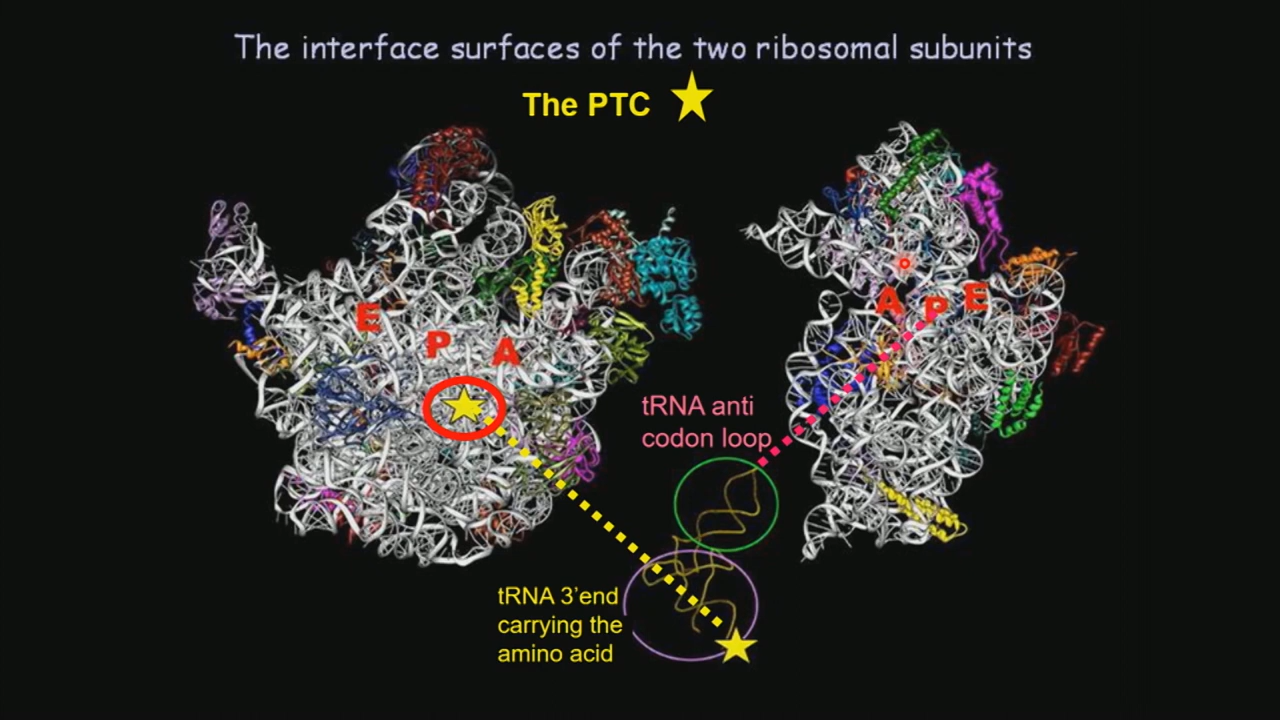 The interface surfaces of the two ribosomal subunits
The PTC
E
P
A
A
P
E
tRNA anti
codon loop
tRNA 3'end
carrying the
amino acid